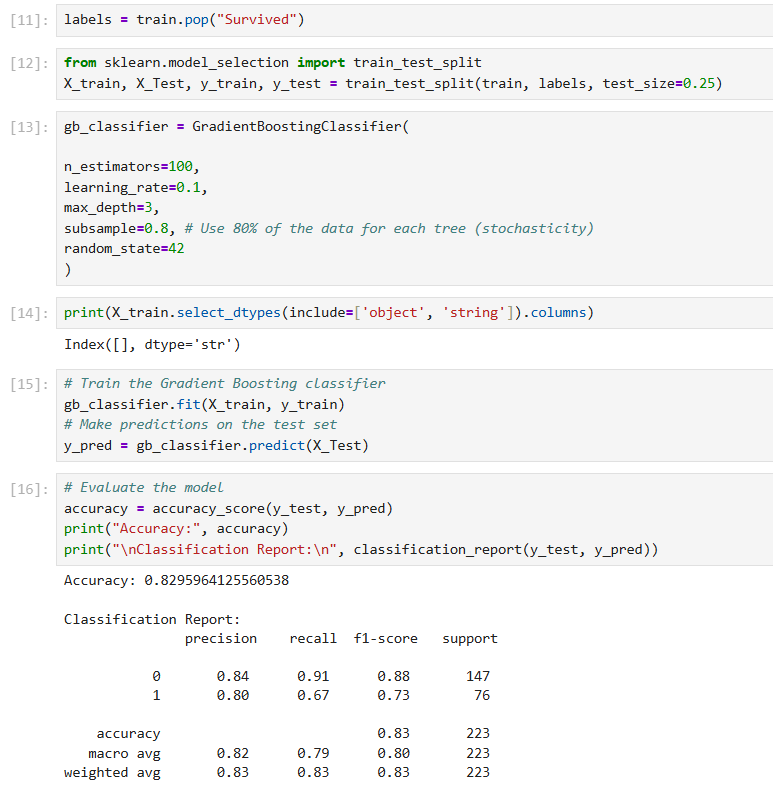 [11]: labels = train.pop("Survived")
[12]: from sklearn.model_selection import train_test_split
X_train, X_Test, y_train, y_test = train_test_split(train, labels, test_size=0.25)
[13]: gb_classifier = GradientBoostingClassifier(
n_estimators=100,
learning_rate=0.1,
max_depth=3,
subsample=0.8, # Use 80% of the data for each tree (stochasticity)
random_state=42
)
[14]: print(X_train.select_dtypes(include=['object', 'string']).columns)
Index([], dtype='str')
[15]: # Train the Gradient Boosting classifier
gb_classifier.fit(X_train, y_train)
# Make predictions on the test set
y_pred = gb_classifier.predict(X_Test)
[16]: # Evaluate the model
accuracy = accuracy_score(y_test, y_pred)
print("Accuracy:", accuracy)
print("\nClassification Report:\n", classification_report(y_test, y_pred))
Accuracy: 0.8295964125560538
Classification Report:
precision recall f1-score support
0 0.84 0.91 0.88 147
1 0.80 0.67 0.73 76
accuracy 0.83 223
macro avg 0.82 0.79 0.80 223
weighted avg 0.83 0.83 0.83 223